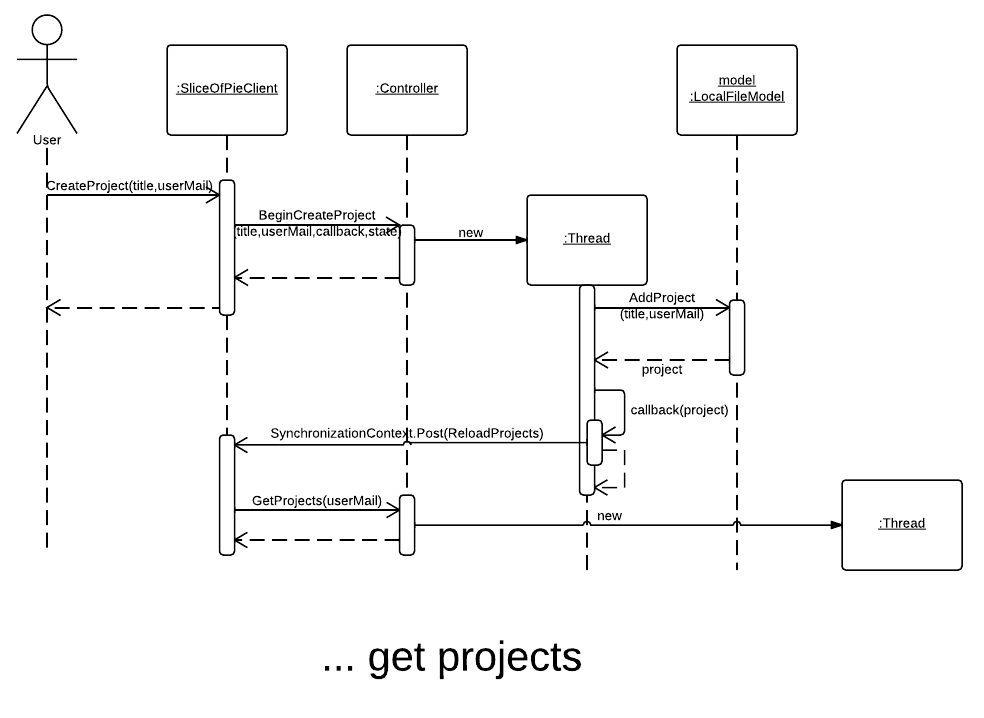 :SliceOfPieClient
:Controller
model
:LocalFileModel
User
CreateProject(title,userMail)
BeginCreateProject
(title,userMail,callback,state)
new
:Thread
AddProject
(title,userMail)
project
callback(project)
SynchronizationContext.Post(ReloadProjects)
GetProjects(userMail)
new
:Thread
... get projects